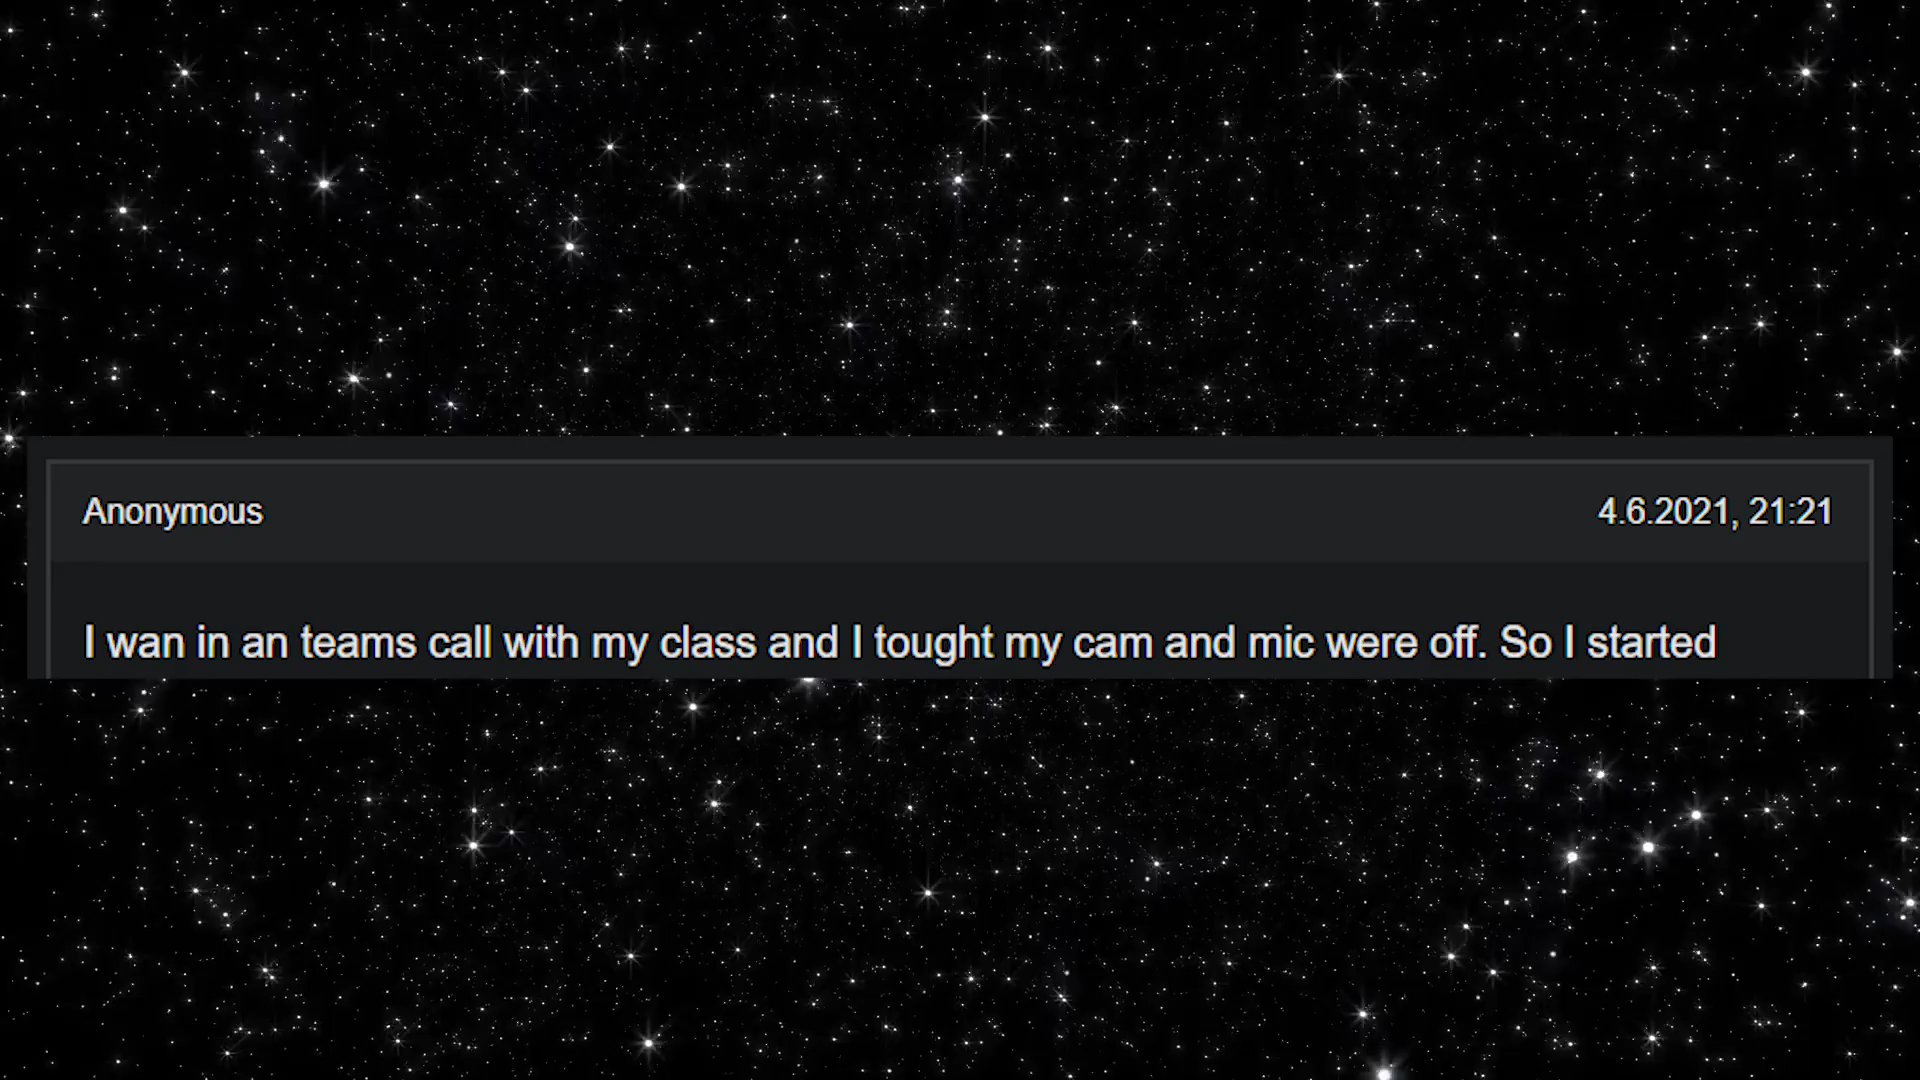 Anonymous 4.6.2021, 21:21
I wan in an teams call with my class and I tought my cam and mic were off. So I started